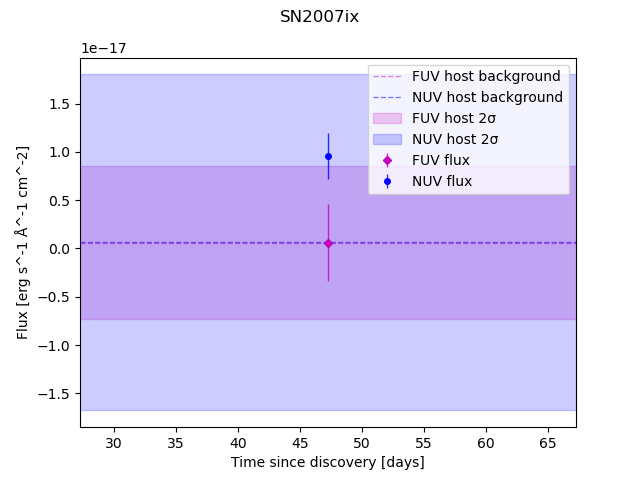 SN2007ix
1e−17
FUV host background
NUV host background
FUV host 2σ
NUV host 2σ
FUV flux
NUV flux
1.5
1.0
0.5
0.0
−0.5
−1.0
−1.5
Flux [erg s^-1 Å^-1 cm^-2]
30 35 40 45 50 55 60 65
Time since discovery [days]